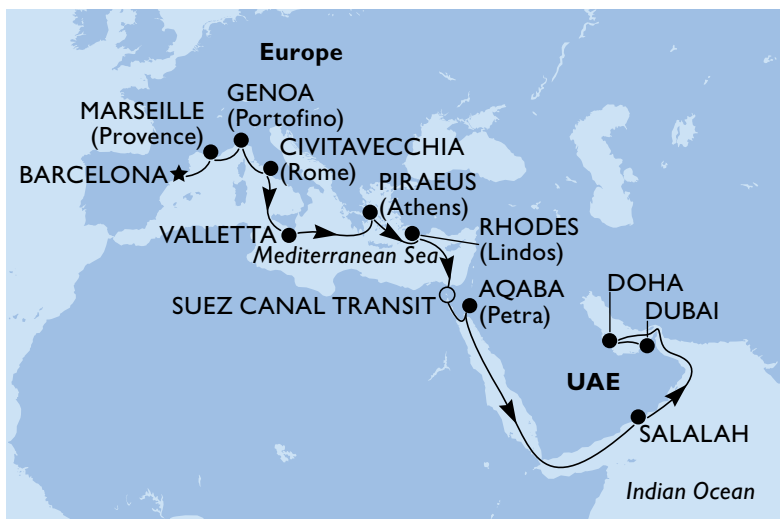 Europe
GENOA
(Portofino)
MARSEILLE
(Provence)
CIVITAVECCHIA
(Rome)
BARCELONA
PIRAEUS
(Athens)
RHODES
(Lindos)
VALLETTA
Mediterranean Sea
DOHA
SUEZ CANAL TRANSIT
AQABA
(Petra)
DUBAI
UAE
SALALAH
Indian Ocean